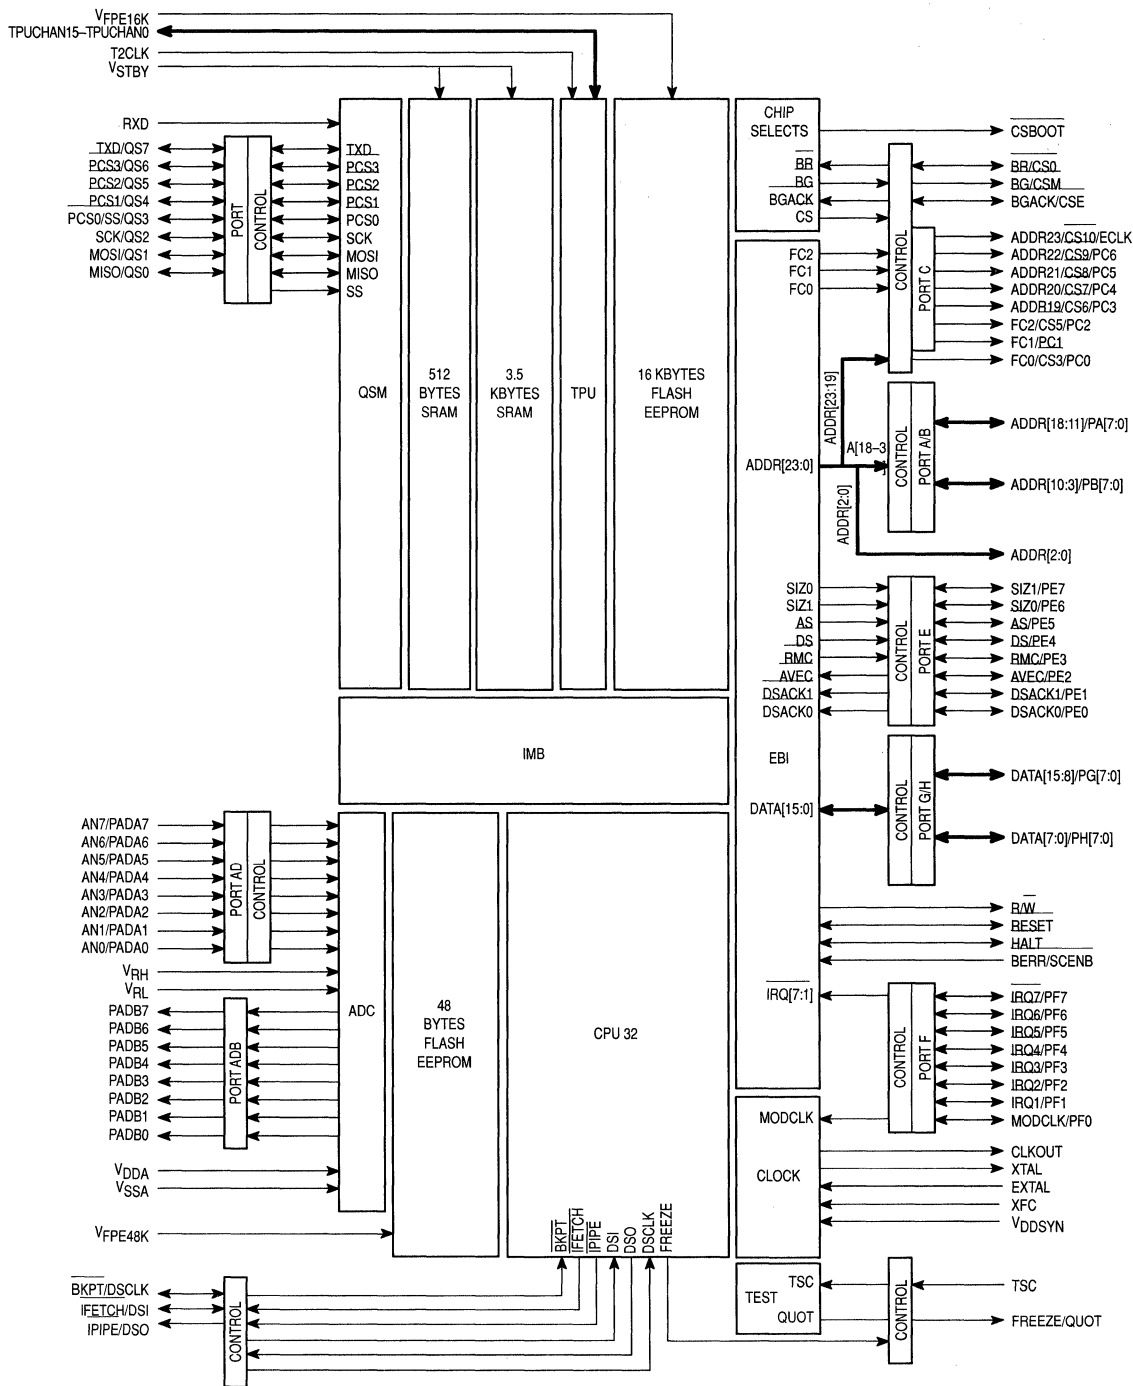 VFPE16K
TPUCHAN15–TPUCHAN0
T2CLK
VSTBY
RXD
TXD/QS7
PCS3/QS6
PCS2/QS5
PCS1/QS4
PCS0/SS/QS3
SCK/QS2
MOSI/QS1
MISO/QS0
PORT
CONTROL
TXD
PCS3
PCS2
PCS1
PCS0
SCK
MOSI
MISO
SS
QSM
512
BYTES
SRAM
3.5
KBYTES
SRAM
TPU
16 KBYTES
FLASH
EEPROM
CHIP
SELECTS
BR
BG
BGACK
CS
FC2
FC1
FC0
CONTROL
PORT C
CSBOOT
BR/CS0
BG/CSM
BGACK/CSE
ADDR23/CS10/ECLK
ADDR22/CS9/PC6
ADDR21/CS8/PC5
ADDR20/CS7/PC4
ADDR19/CS6/PC3
FC2/CS5/PC2
FC1/PC1
FC0/CS3/PC0
ADDR[23:0]
ADDR[23:19]
A[18–3
]
ADDR[2:0]
CONTROL
PORT A/B
ADDR[18:11]/PA[7:0]
ADDR[10:3]/PB[7:0]
ADDR[2:0]
SIZ0
SIZ1
AS
DS
RMC
AVEC
DSACK1
DSACK0
CONTROL
PORT E
SIZ1/PE7
SIZ0/PE6
AS/PE5
DS/PE4
RMC/PE3
AVEC/PE2
DSACK1/PE1
DSACK0/PE0
IMB
EBI
DATA[15:0]
CONTROL
PORT G/H
DATA[15:8]/PG[7:0]
DATA[7:0]/PH[7:0]
AN7/PADA7
AN6/PADA6
AN5/PADA5
AN4/PADA4
AN3/PADA3
AN2/PADA2
AN1/PADA1
AN0/PADA0
PORT AD
CONTROL
VRH
VRL
PADB7
PADB6
PADB5
PADB4
PADB3
PADB2
PADB1
PADB0
PORT ADB
VDDA
VSSA
VFPE48K
ADC
48
BYTES
FLASH
EEPROM
CPU 32
R/W
RESET
HALT
BERR/SCENB
IRQ[7:1]
CONTROL
PORT F
IRQ7/PF7
IRQ6/PF6
IRQ5/PF5
IRQ4/PF4
IRQ3/PF3
IRQ2/PF2
IRQ1/PF1
MODCLK/PF0
MODCLK
CLOCK
CLKOUT
XTAL
EXTAL
XFC
VDDSYN
BKPT
IFETCH
IPIPE
DSI
DSO
DSCLK
FREEZE
BKPT/DSCLK
IFETCH/DSI
IPIPE/DSO
CONTROL
TSC
TEST
QUOT
CONTROL
TSC
FREEZE/QUOT